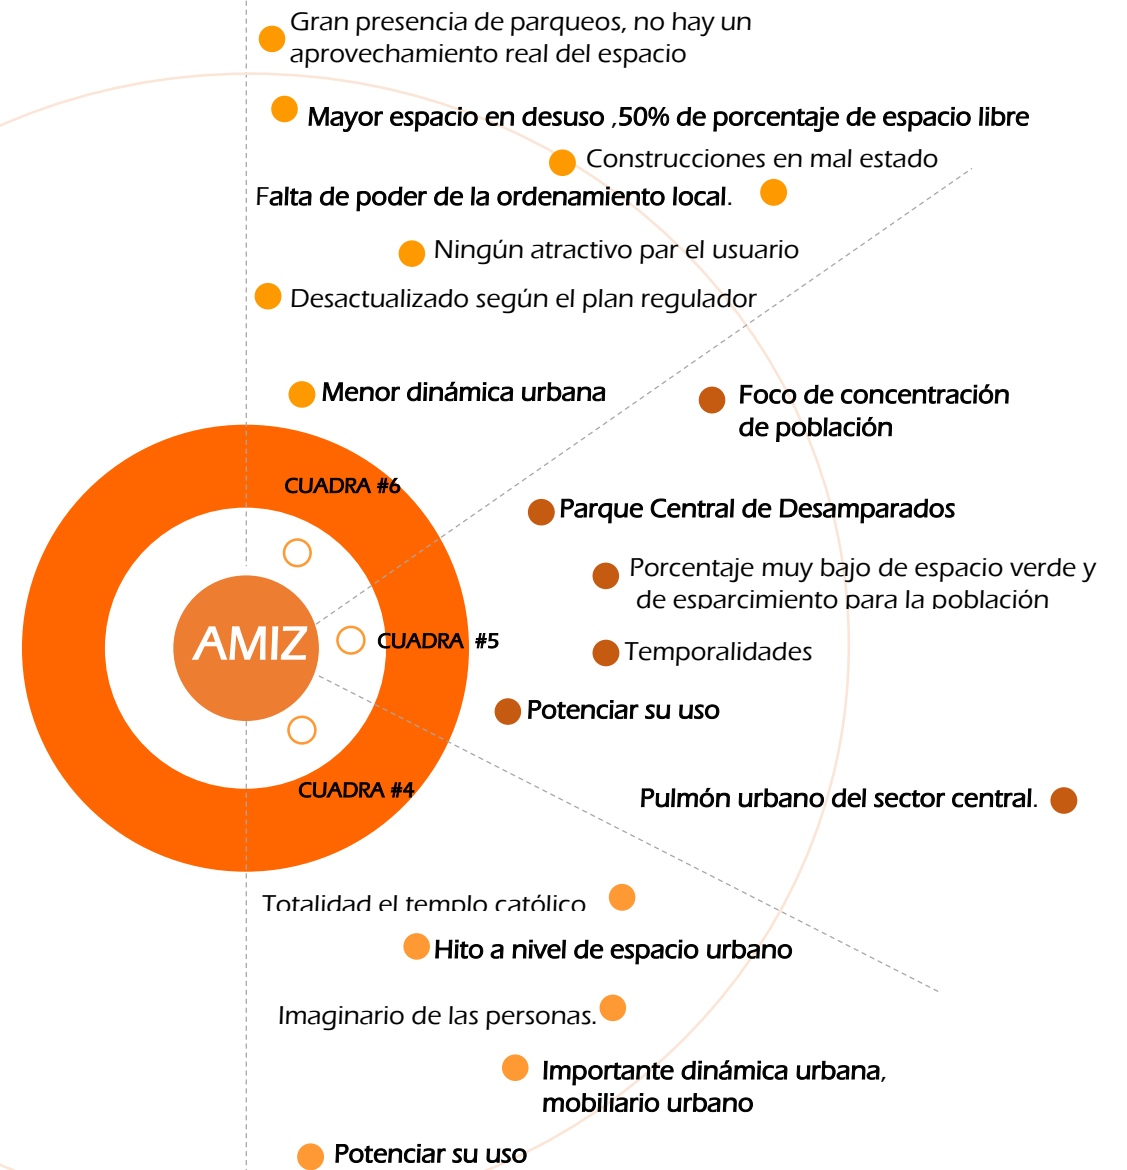 Gran presencia de parqueos, no hay un
aprovechamiento real del espacio
Mayor espacio en desuso ,50% de porcentaje de espacio libre
Construcciones en mal estado
Falta de poder de la ordenamiento local.
Ningún atractivo par el usuario
Desactualizado según el plan regulador
Menor dinámica urbana
Foco de concentración
de población
CUADRA #6
Parque Central de Desamparados
Porcentaje muy bajo de espacio verde y
de esparcimiento para la población
AMIZ
CUADRA #5
Temporalidades
Potenciar su uso
CUADRA #4
Pulmón urbano del sector central.
Totalidad el templo católico
Hito a nivel de espacio urbano
Imaginario de las personas.
Importante dinámica urbana,
mobiliario urbano
Potenciar su uso